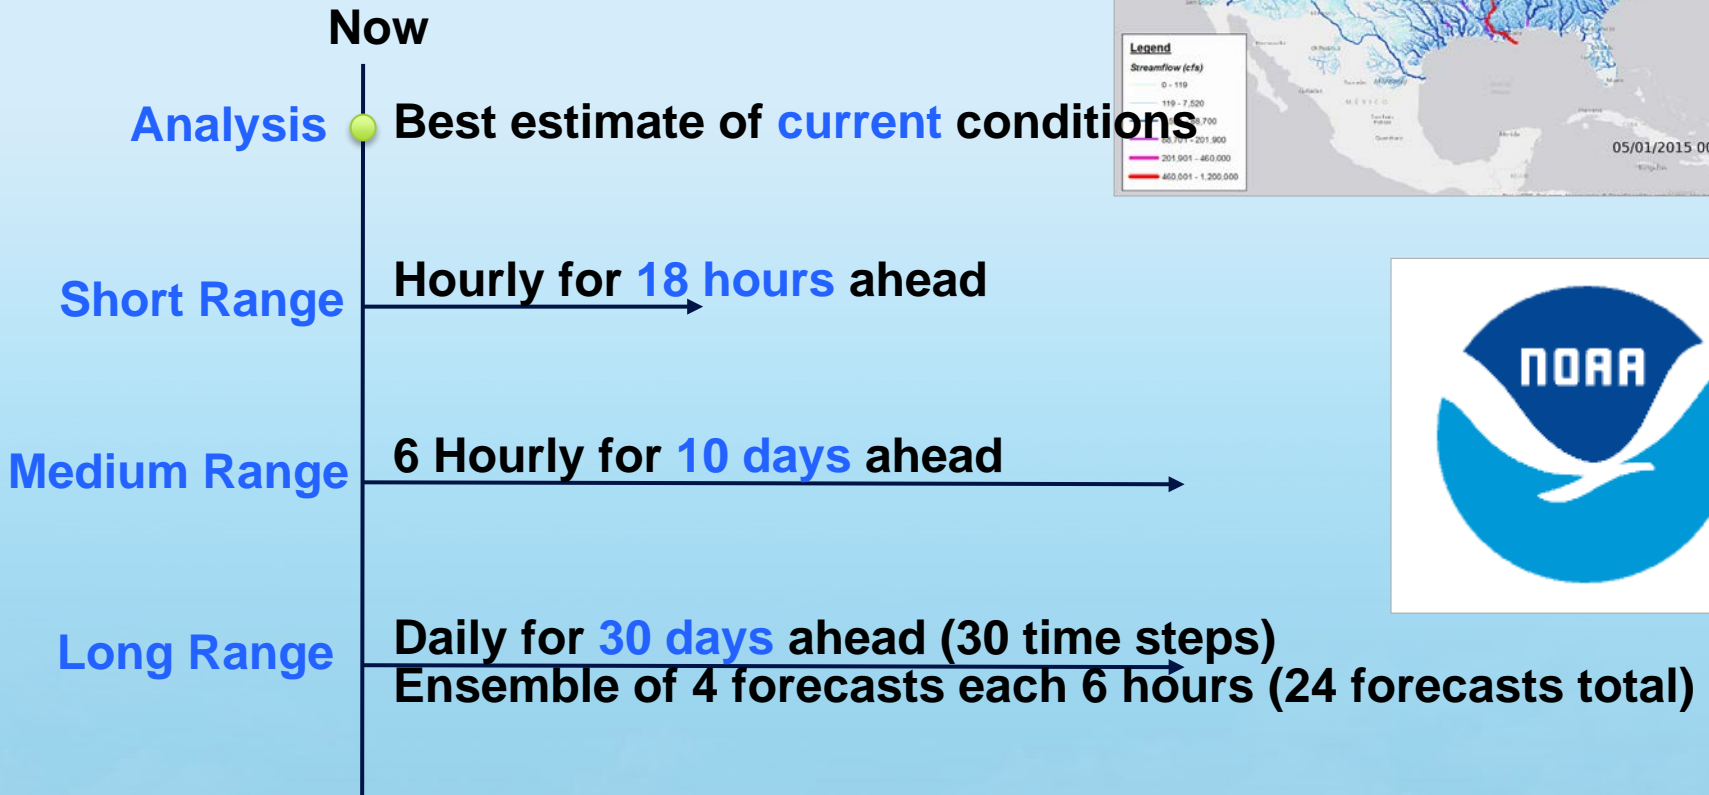 Now
Analysis
Best estimate of current conditions
Short Range
Hourly for 18 hours ahead
Medium Range
6 Hourly for 10 days ahead
Long Range
Daily for 30 days ahead (30 time steps)
Ensemble of 4 forecasts each 6 hours (24 forecasts total)
Legend
Streamflow (cfs)
0 - 119
119 - 7,520
201,901 - 460,000
460,001 - 1,200,000
MÉXICO
05/01/2015 00
NOAA